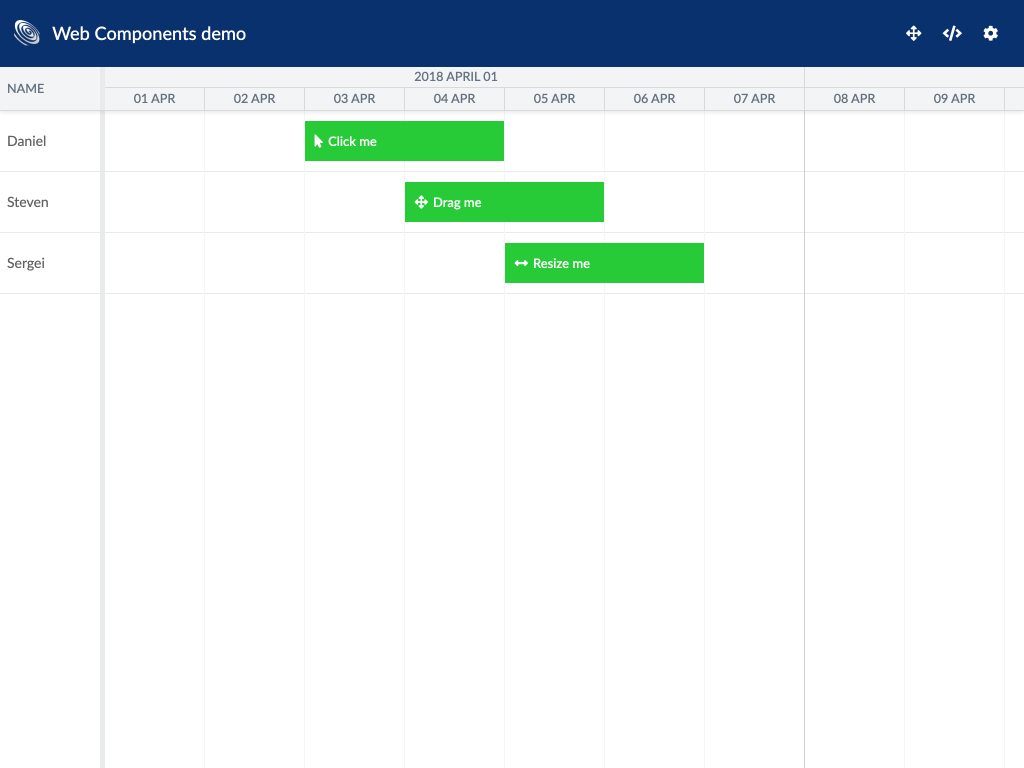 Web Components demo
NAME
2018 APRIL 01
01 APR 02 APR 03 APR 04 APR 05 APR 06 APR 07 APR 08 APR 09 APR
Daniel
Click me
Steven
Drag me
Sergei
Resize me